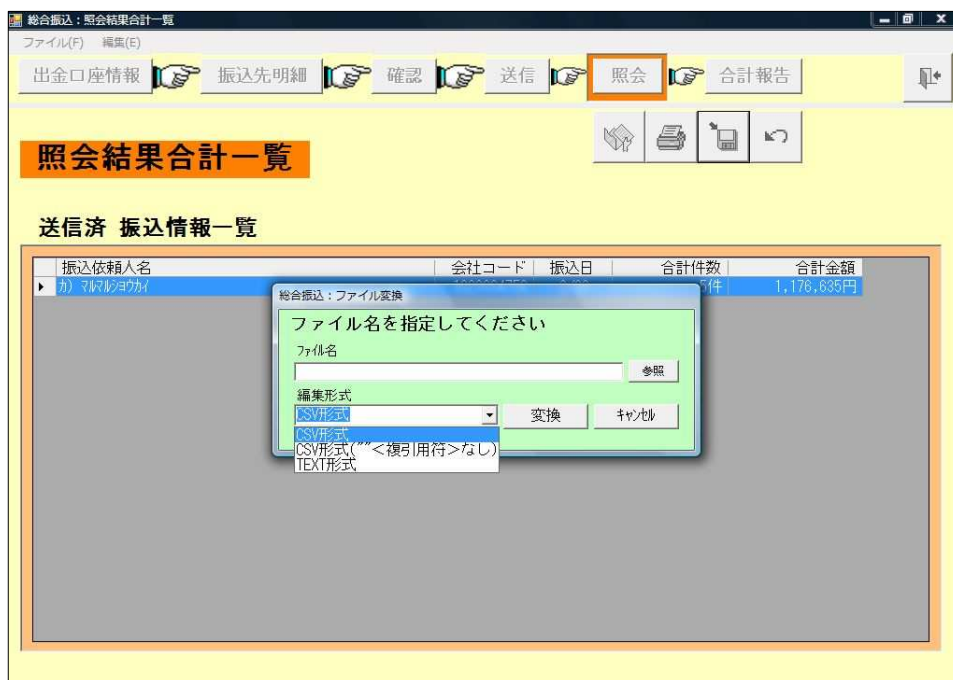 総合振込：照会結果合計一覧
ファイル(F) 編集(E)
出金口座情報 振込先明細 確認 送信 照会 合計報告
照会結果合計一覧
送信済 振込情報一覧
振込依頼人名 会社コード 振込日 合計件数 合計金額
カ）マルマルショウカイ 5件 1,176,635円
総合振込：ファイル変換
ファイル名を指定してください
ファイル名
参照
編集形式
CSV形式 変換 キャンセル
CSV形式
CSV形式(""＜複引用符＞なし)
TEXT形式